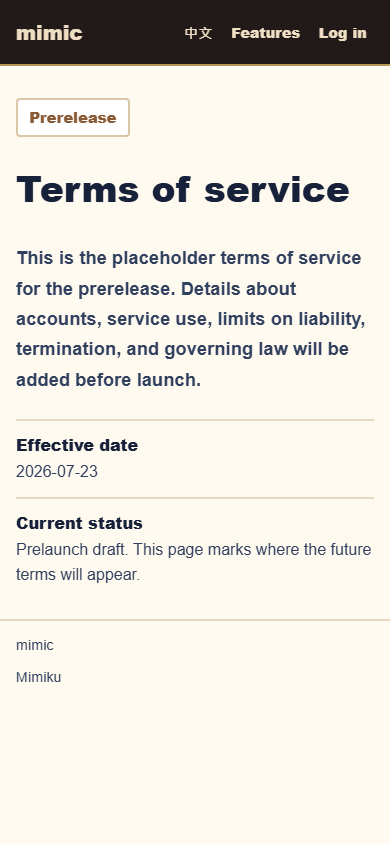 mimic
中文 Features Log in
Prerelease
Terms of service
This is the placeholder terms of service
for the prerelease. Details about
accounts, service use, limits on liability,
termination, and governing law will be
added before launch.
Effective date
2026-07-23
Current status
Prelaunch draft. This page marks where the future
terms will appear.
mimic
Mimiku